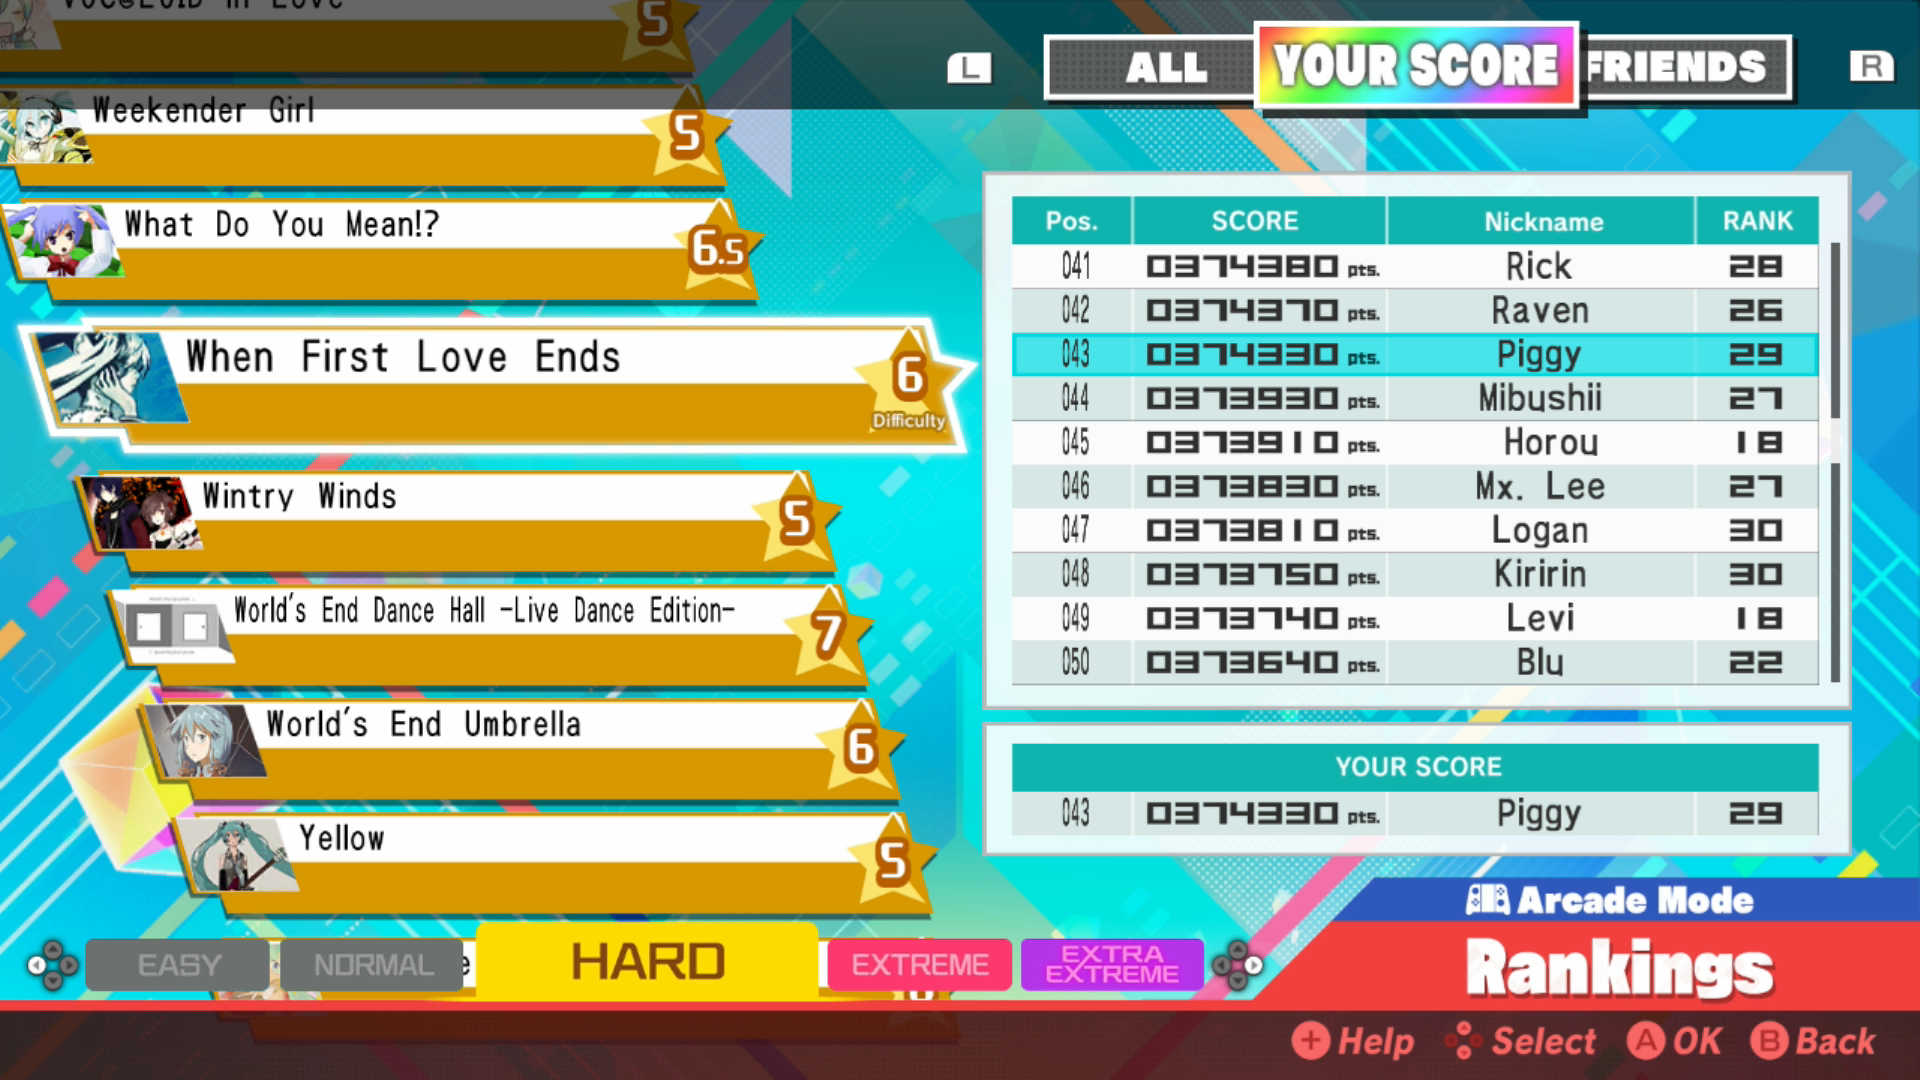 L
ALL
YOUR SCORE
FRIENDS
R
5
Weekender Girl
5
What Do You Mean!?
6.5
When First Love Ends
6
Difficulty
Wintry Winds
5
World's End Dance Hall -Live Dance Edition-
7
World's End Umbrella
6
Yellow
5
Pos. SCORE Nickname RANK
041 0374380 pts. Rick 28
042 0374370 pts. Raven 26
043 0374330 pts. Piggy 29
044 0373930 pts. Mibushii 27
045 0373910 pts. Horou 18
046 0373830 pts. Mx. Lee 27
047 0373810 pts. Logan 30
048 0373750 pts. Kiririn 30
049 0373740 pts. Levi 18
050 0373640 pts. Blu 22
YOUR SCORE
043 0374330 pts. Piggy 29
Arcade Mode
Rankings
EASY
NORMAL
HARD
EXTREME
EXTRA
EXTREME
+ Help Select A OK B Back